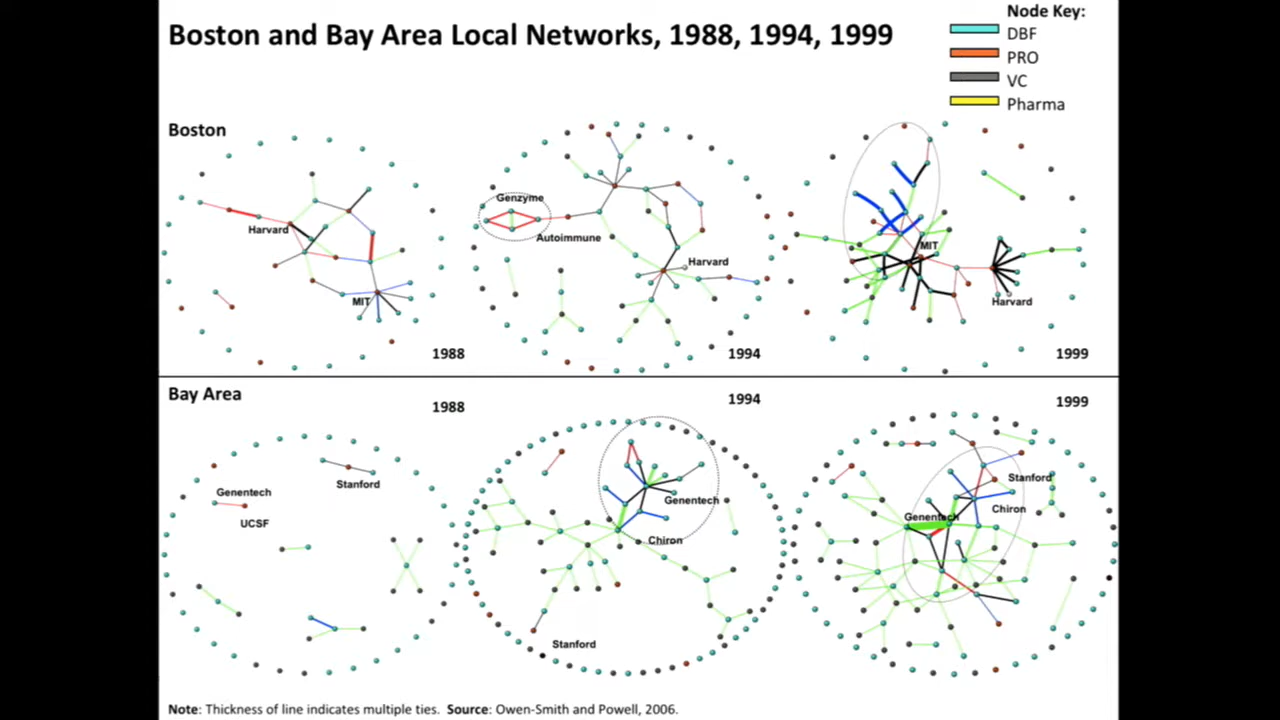 Boston and Bay Area Local Networks, 1988, 1994, 1999
Node Key:
DBF
PRO
VC
Pharma
Boston
Harvard
MIT
1988
Genzyme
Autoimmune
Harvard
1994
MIT
Harvard
1999
Bay Area
1988
Genentech
UCSF
Stanford
1994
Genentech
Chiron
Stanford
1999
Stanford
Chiron
Genentech
Note: Thickness of line indicates multiple ties. Source: Owen-Smith and Powell, 2006.